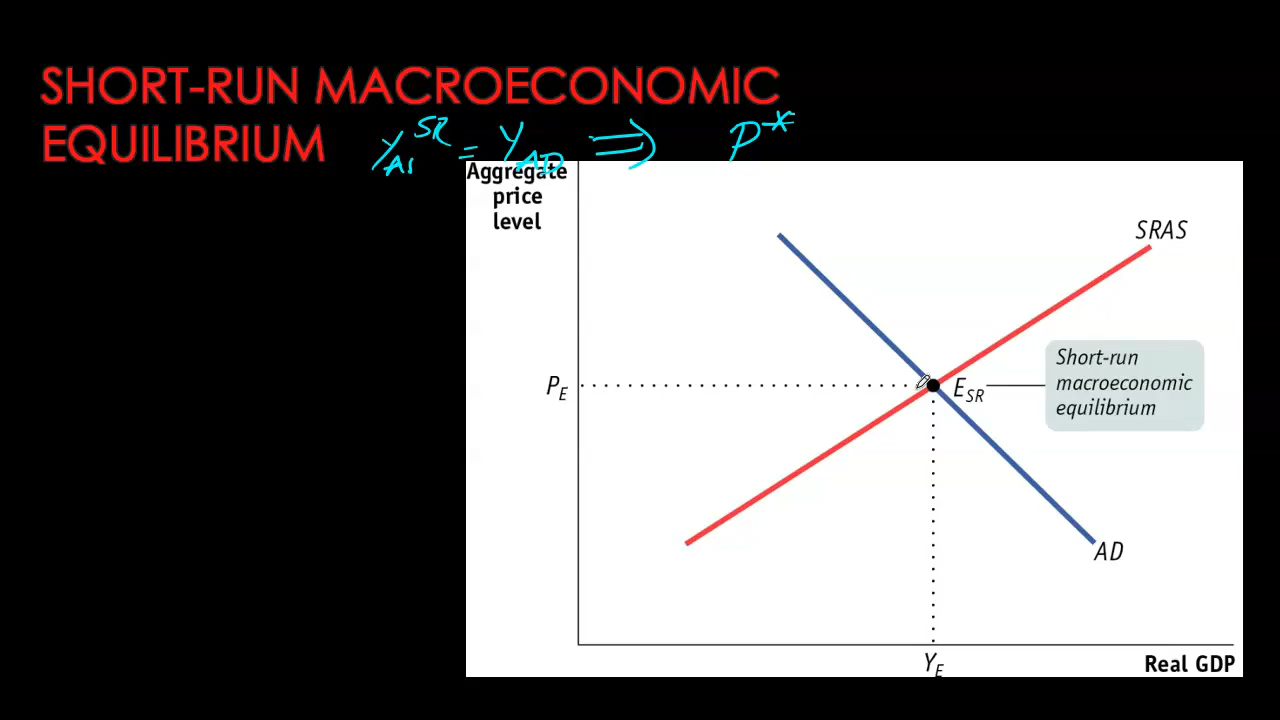 SHORT-RUN MACROECONOMIC
EQUILIBRIUM
Y_AS^SR = Y_AD ⇒ P*
Aggregate
price
level
SRAS
P_E
E_SR
Short-run
macroeconomic
equilibrium
AD
Y_E
Real GDP